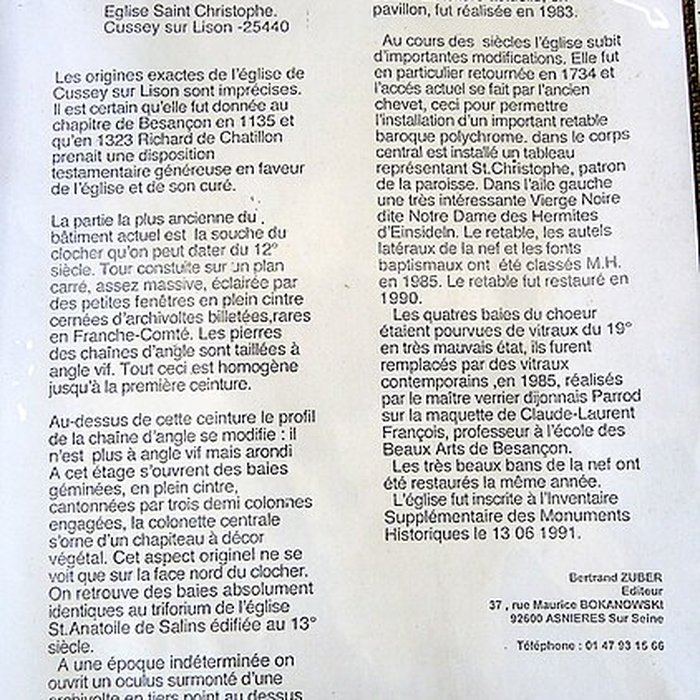 Eglise Saint Christophe.
Cussey sur Lison -25440
Les origines exactes de l'église de
Cussey sur Lison sont imprécises.
Il est certain qu'elle fut donnée au
chapitre de Besançon en 1135 et
qu'en 1323 Richard de Chatillon
prenait une disposition
testamentaire généreuse en faveur
de l'église et de son curé.
La partie la plus ancienne du
bâtiment actuel est la souche du
clocher qu'on peut dater du 12°
siècle. Tour constuite sur un plan
carré, assez massive, éclairée par
des petites fenêtres en plein cintre
cernées d'archivoltes billetées,rares
en Franche-Comté. Les pierres
des chaînes d'angle sont taillées à
angle vif. Tout ceci est homogène
jusqu'à la première ceinture.
Au-dessus de cette ceinture le profil
de la chaîne d'angle se modifie : il
n'est plus à angle vif mais arondi
A cet étage s'ouvrent des baies
géminées, en plein cintre,
cantonnées par trois demi colonnes
engagées, la colonette centrale
s'orne d'un chapiteau à décor
végétal. Cet aspect originel ne se
voit que sur la face nord du clocher.
On retrouve des baies absolument
identiques au triforium de l'église
St.Anatoile de Salins édifiée au 13°
siècle.
A une époque indéterminée on
ouvrit un oculus surmonté d'une
archivolte en tiers point au dessus
pavillon, fut réalisée en 1983.
Au cours des siècles l'église subit
d'importantes modifications. Elle fut
en particulier retournée en 1734 et
l'accés actuel se fait par l'ancien
chevet, ceci pour permettre
l'installation d'un important retable
baroque polychrome. dans le corps
central est installé un tableau
représentant St.Christophe, patron
de la paroisse. Dans l'aile gauche
une très intéressante Vierge Noire
dite Notre Dame des Hermites
d'Einsideln. Le retable, les autels
latéraux de la nef et les fonts
baptismaux ont été classés M.H.
en 1985. Le retable fut restauré en
1990.
Les quatres baies du choeur
étaient pourvues de vitraux du 19°
en très mauvais état, ils furent
remplacés par des vitraux
contemporains ,en 1985, réalisés
par le maître verrier dijonnais Parrod
sur la maquette de Claude-Laurent
François, professeur à l'école des
Beaux Arts de Besançon.
Les très beaux bans de la nef ont
été restaurés la même année.
L'église fut inscrite à l'Inventaire
Supplémentaire des Monuments
Historiques le 13 06 1991.
Bertrand ZUBER
Editeur
37 , rue Maurice BOKANOWSKI
92600 ASNIERES Sur Seine
Téléphone : 01 47 93 15 66